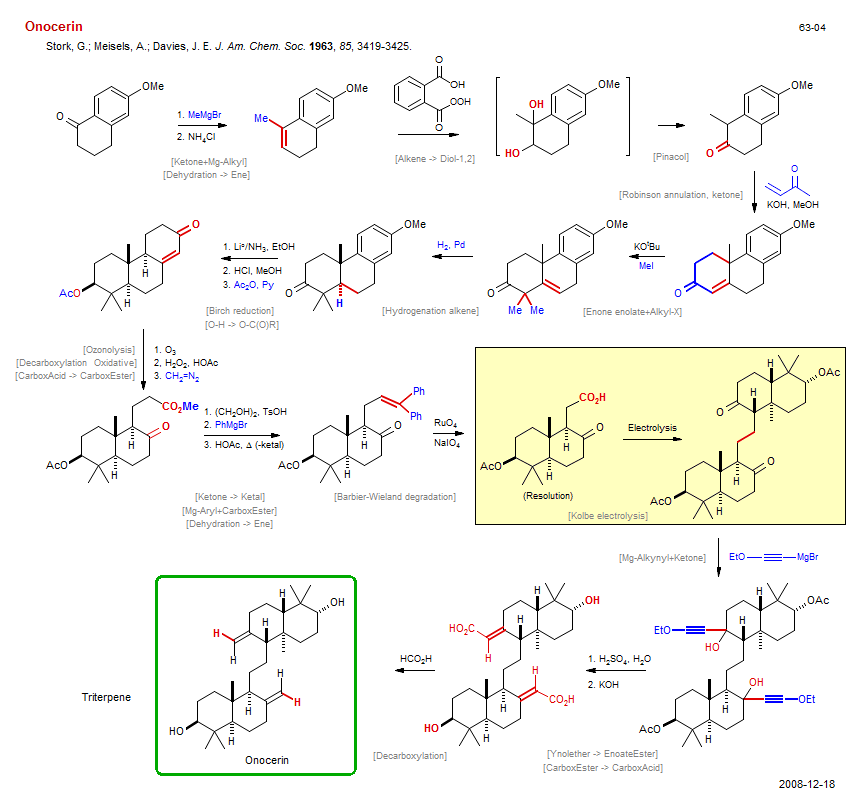 Onocerin
63-04
Stork, G.; Meisels, A.; Davies, J. E. J. Am. Chem. Soc. 1963, 85, 3419-3425.
O
OMe
1. MeMgBr
2. NH4Cl
[Ketone+Mg-Alkyl]
[Dehydration -> Ene]
Me
OMe
O
OH
OOH
O
[Alkene -> Diol-1,2]
OH
HO
OMe
[Pinacol]
O
OMe
[Robinson annulation, ketone]
O
KOH, MeOH
O
OMe
KOtBu
MeI
[Enone enolate+Alkyl-X]
O
Me Me
OMe
H2, Pd
[Hydrogenation alkene]
O
H
OMe
1. Li°/NH3, EtOH
2. HCl, MeOH
3. Ac2O, Py
[Birch reduction]
[O-H -> O-C(O)R]
O
H
AcO
H
[Ozonolysis]
[Decarboxylation Oxidative]
[CarboxAcid -> CarboxEster]
1. O3
2, H2O2, HOAc
3. CH2=N2
CO2Me
O
H
AcO
H
1. (CH2OH)2, TsOH
2. PhMgBr
3. HOAc, Δ (-ketal)
[Ketone -> Ketal]
[Mg-Aryl+CarboxEster]
[Dehydration -> Ene]
Ph
Ph
O
H
AcO
H
[Barbier-Wieland degradation]
RuO4
NaIO4
CO2H
O
H
AcO
H
(Resolution)
Electrolysis
[Kolbe electrolysis]
H
OAc
O
H
O
H
AcO
H
[Mg-Alkynyl+Ketone]
EtO
MgBr
H
OAc
EtO
HO
H
OH
OEt
H
AcO
H
1. H2SO4, H2O
2. KOH
[Ynolether -> EnoateEster]
[CarboxEster -> CarboxAcid]
H
OH
HO2C
H
H
H
CO2H
H
HO
H
HCO2H
[Decarboxylation]
H
OH
H
H
H
H
H
H
HO
H
Onocerin
Triterpene
2008-12-18